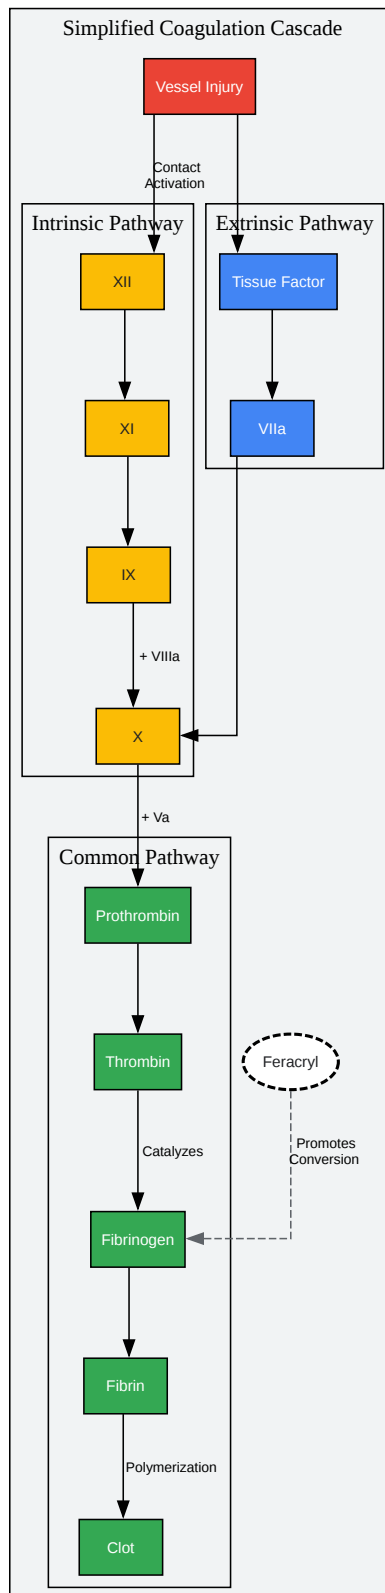 Simplified Coagulation Cascade
Vessel Injury
Contact
Activation
Intrinsic Pathway
Extrinsic Pathway
XII
Tissue Factor
XI
VIIa
IX
+ VIIIa
X
+ Va
Common Pathway
Prothrombin
Thrombin
Feracryl
Catalyzes
Promotes
Conversion
Fibrinogen
Fibrin
Polymerization
Clot